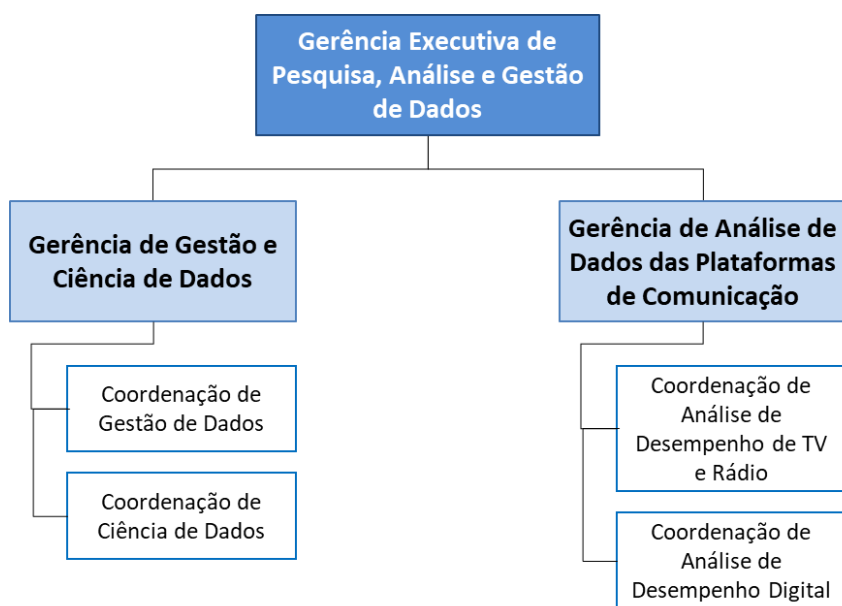 Gerência Executiva de
Pesquisa, Análise e Gestão
de Dados
Gerência de Gestão e
Ciência de Dados
Coordenação de
Gestão de Dados
Coordenação de
Ciência de Dados
Gerência de Análise de
Dados das Plataformas
de Comunicação
Coordenação de
Análise de
Desempenho de TV
e Rádio
Coordenação de
Análise de
Desempenho Digital